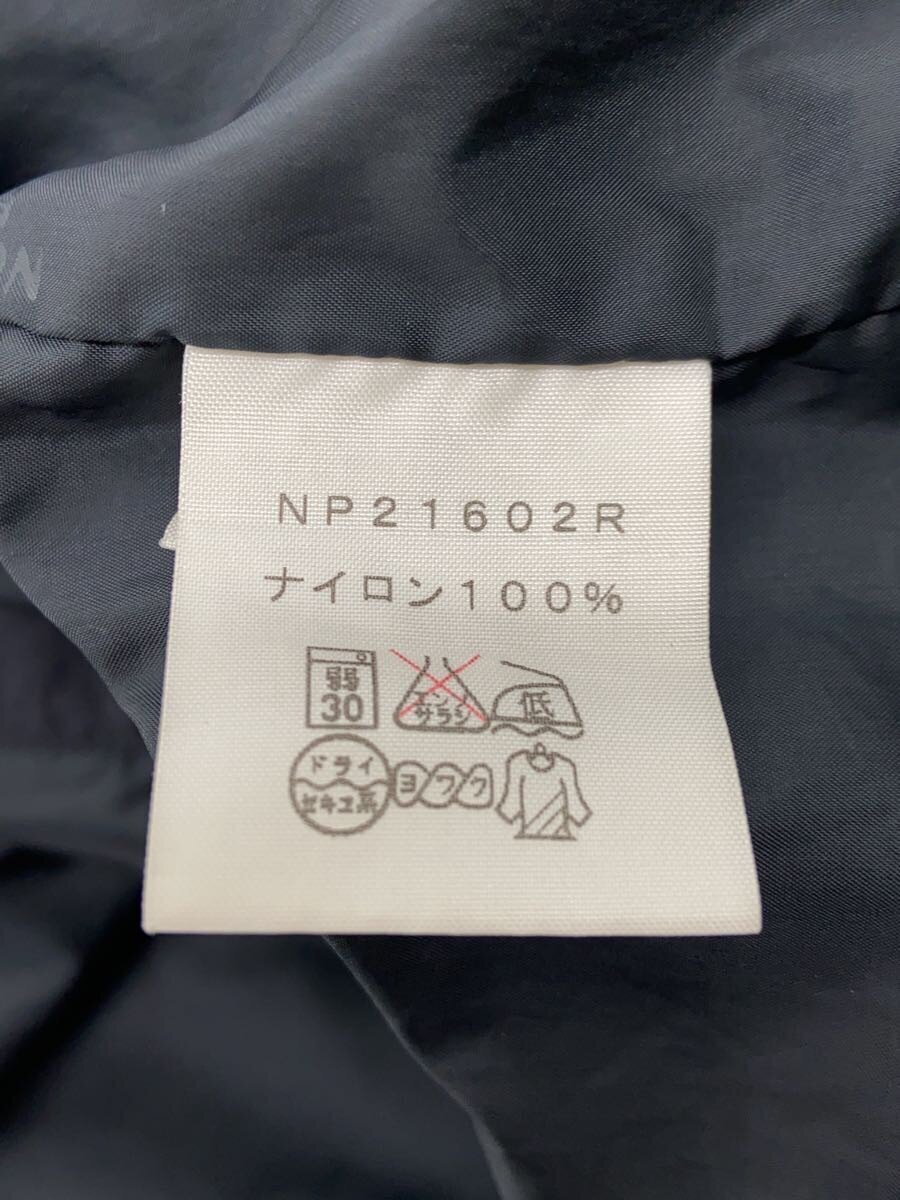 NP21602R
ナイロン100%
弱
30
エンソ
サラシ
低
ドライ
セキユ系
ヨワク